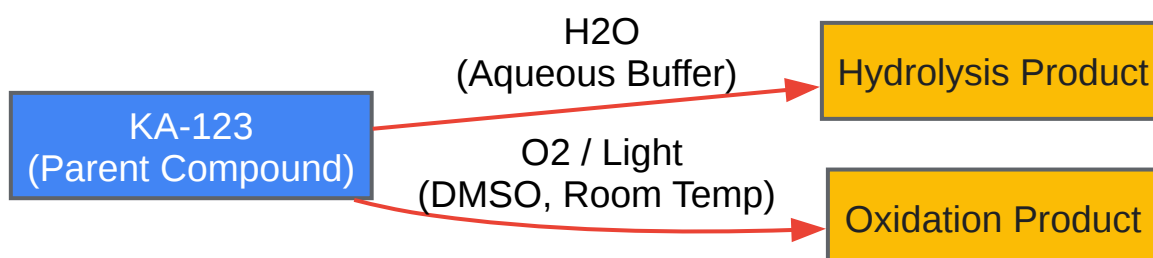 KA-123
(Parent Compound)
H2O
(Aqueous Buffer)
Hydrolysis Product
O2 / Light
(DMSO, Room Temp)
Oxidation Product